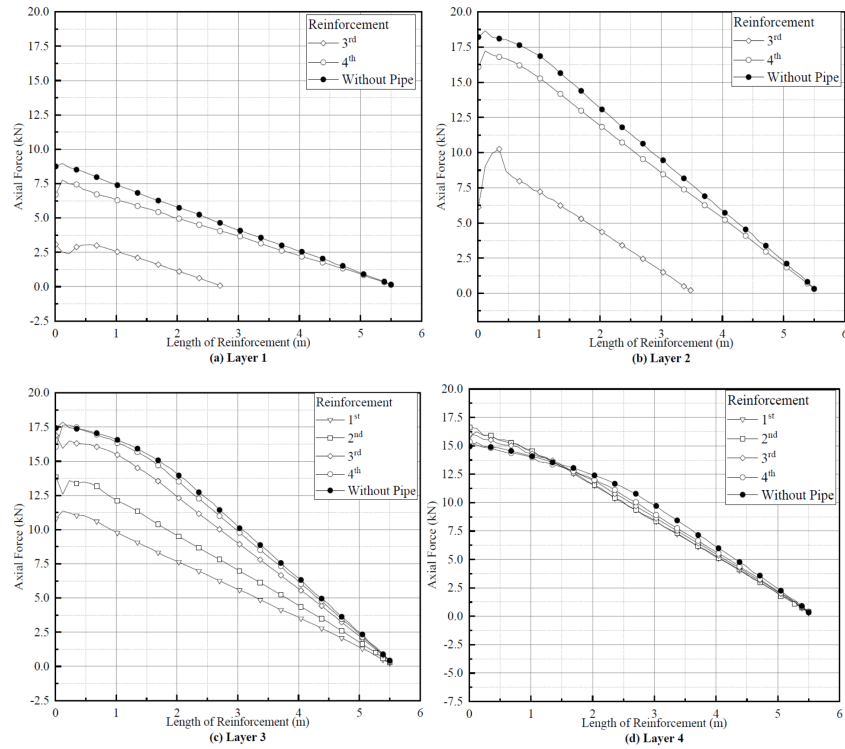 Reinforcement
3rd
4th
Without Pipe
20.0
17.5
15.0
12.5
10.0
7.5
5.0
2.5
0.0
-2.5
Axial Force (kN)
0 1 2 3 4 5 6
Length of Reinforcement (m)
(a) Layer 1
Reinforcement
3rd
4th
Without Pipe
20.0
17.5
15.0
12.5
10.0
7.5
5.0
2.5
0.0
Axial Force (kN)
0 1 2 3 4 5 6
Length of Reinforcement (m)
(b) Layer 2
Reinforcement
1st
2nd
3rd
4th
Without Pipe
20.0
17.5
15.0
12.5
10.0
7.5
5.0
2.5
0.0
-2.5
Axial Force (kN)
0 1 2 3 4 5 6
Length of Reinforcement (m)
(c) Layer 3
Reinforcement
1st
2nd
3rd
4th
Without Pipe
20.0
17.5
15.0
12.5
10.0
7.5
5.0
2.5
0.0
-2.5
-5.0
-7.5
Axial Force (kN)
0 1 2 3 4 5 6
Length of Reinforcement (m)
(d) Layer 4